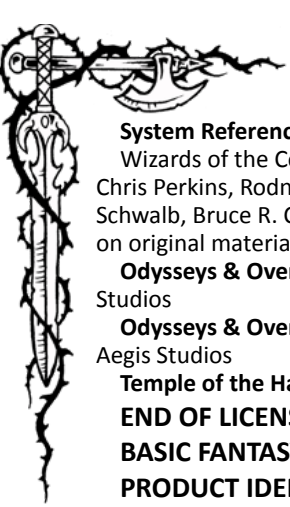 System Referenc
Wizards of the Co
Chris Perkins, Rodn
Schwalb, Bruce R. C
on original materia
Odysseys & Over
Studios
Odysseys & Over
Aegis Studios
Temple of the Ha
END OF LICENS
BASIC FANTAS
PRODUCT IDEI